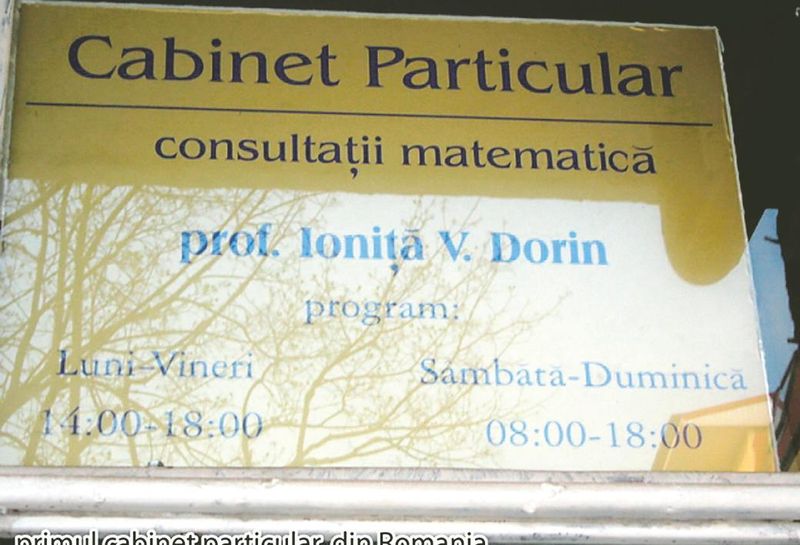 Cabinet Particular
consultații matematică
prof. Ioniță V. Dorin
program:
Luni-Vineri
14:00-18:00
Sâmbătă-Duminică
08:00-18:00
primul cabinet particular din Romania